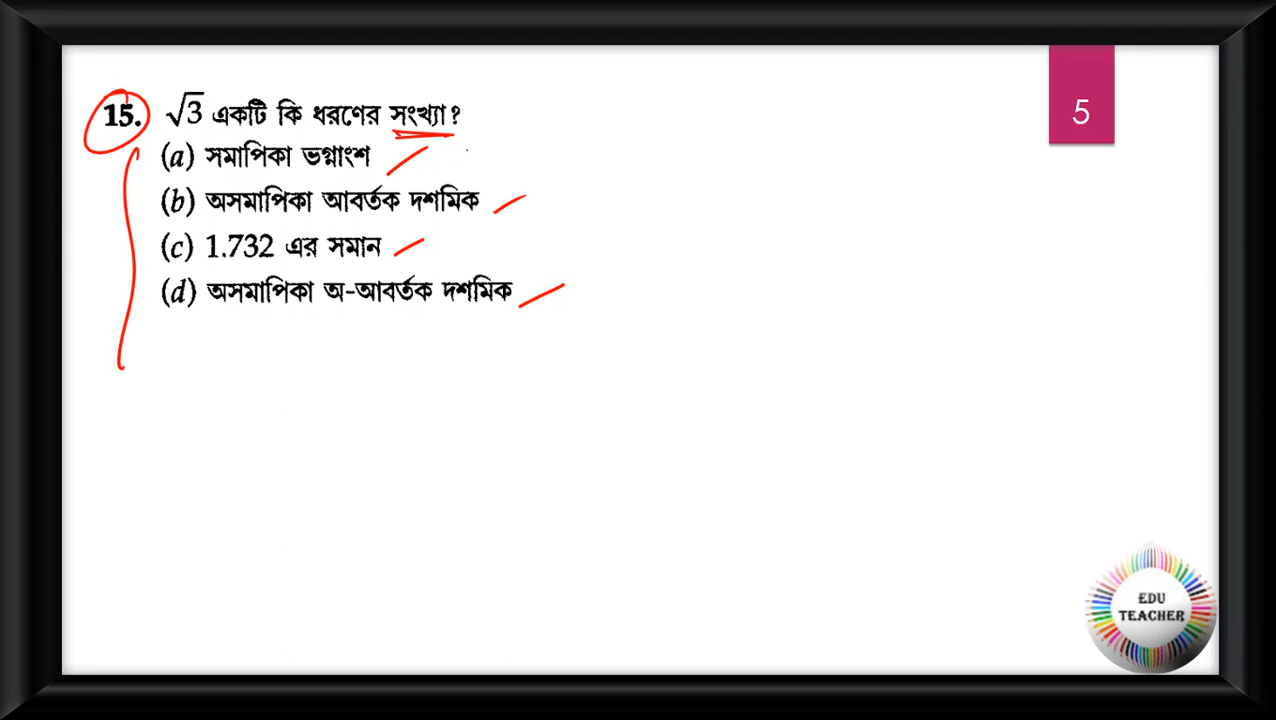 5
15. √3 একটি কি ধরণের সংখ্যা?
(a) সমাপিকা ভগ্নাংশ
(b) অসমাপিকা আবর্তক দশমিক
(c) 1.732 এর সমান
(d) অসমাপিকা অ-আবর্তক দশমিক
EDU
TEACHER